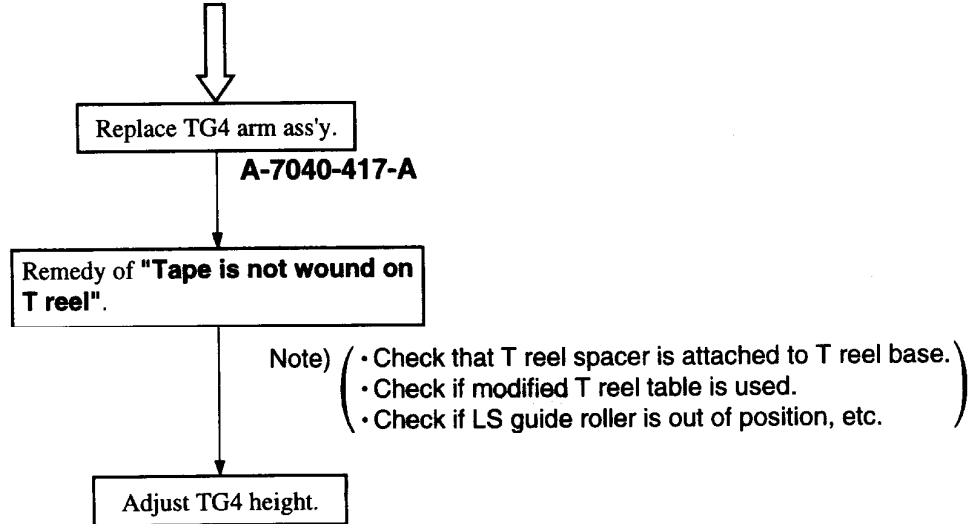 Replace TG4 arm ass'y.
A-7040-417-A
Remedy of "Tape is not wound on
T reel".
Note) ( · Check that T reel spacer is attached to T reel base. )
· Check if modified T reel table is used.
· Check if LS guide roller is out of position, etc.
Adjust TG4 height.